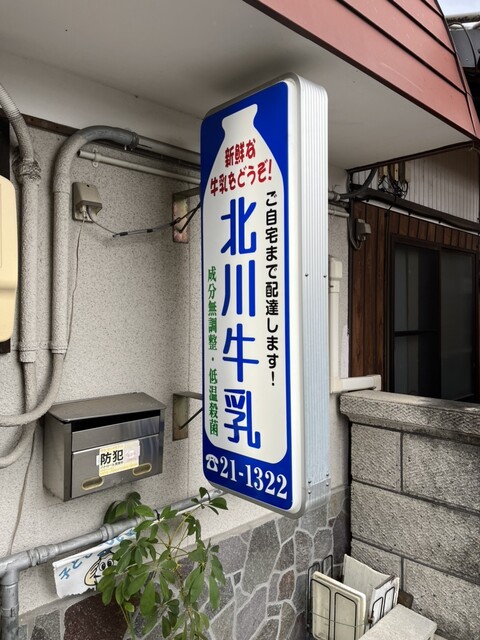 新鮮な
牛乳をどうぞ!
ご自宅まで配達します!
北川牛乳
成分無調整・低温殺菌
☎21-1322
防犯